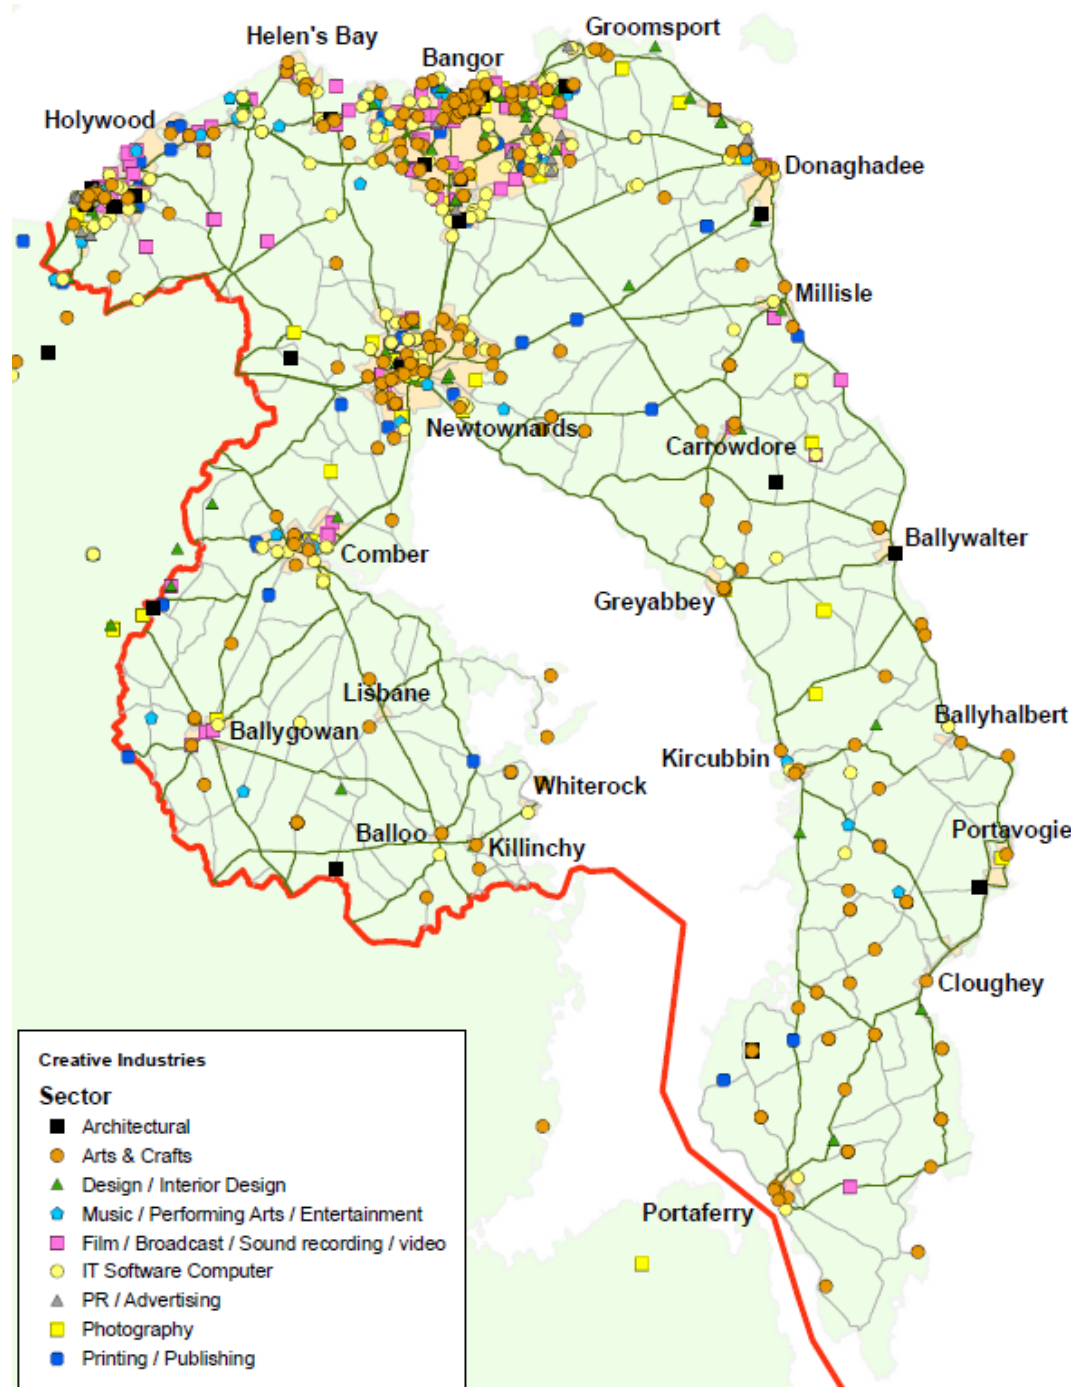 Groomsport
Helen's Bay
Bangor
Holywood
Donaghadee
Millisle
Newtownards
Carrowdore
Ballywalter
Comber
Greyabbey
Lisbane
Ballyhalbert
Ballygowan
Kircubbin
Whiterock
Portavogie
Balloo
Killinchy
Cloughey
Portaferry
Creative Industries
Sector
Architectural
Arts & Crafts
Design / Interior Design
Music / Performing Arts / Entertainment
Film / Broadcast / Sound recording / video
IT Software Computer
PR / Advertising
Photography
Printing / Publishing